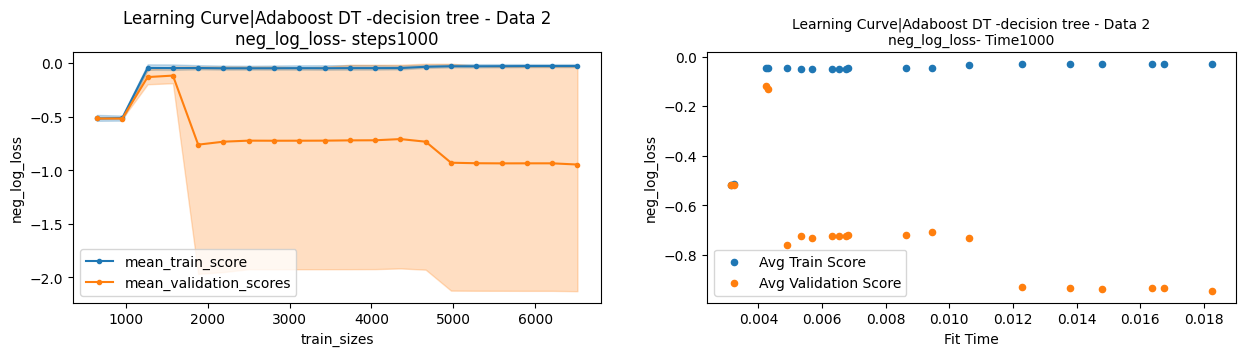 Learning Curve|Adaboost DT -decision tree - Data 2
neg_log_loss- steps1000
0.0
−0.5
−1.0
−1.5
−2.0
neg_log_loss
mean_train_score
mean_validation_scores
1000
2000
3000
4000
5000
6000
train_sizes
Learning Curve|Adaboost DT -decision tree - Data 2
neg_log_loss- Time1000
0.0
−0.2
−0.4
−0.6
−0.8
neg_log_loss
Avg Train Score
Avg Validation Score
0.004
0.006
0.008
0.010
0.012
0.014
0.016
0.018
Fit Time